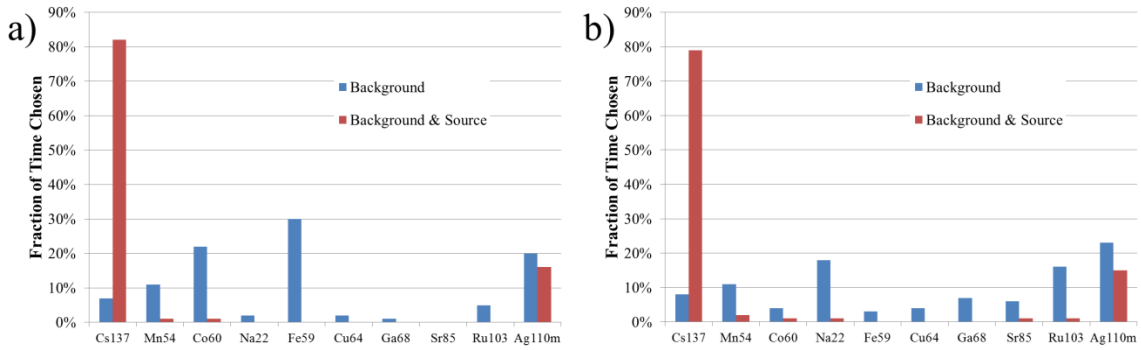 a)
Fraction of Time Chosen
90%
80%
70%
60%
50%
40%
30%
20%
10%
0%
Background
Background & Source
Cs137 Mn54 Co60 Na22 Fe59 Cu64 Ga68 Sr85 Ru103 Ag110m
b)
Fraction of Time Chosen
90%
80%
70%
60%
50%
40%
30%
20%
10%
0%
Background
Background & Source
Cs137 Mn54 Co60 Na22 Fe59 Cu64 Ga68 Sr85 Ru103 Ag110m